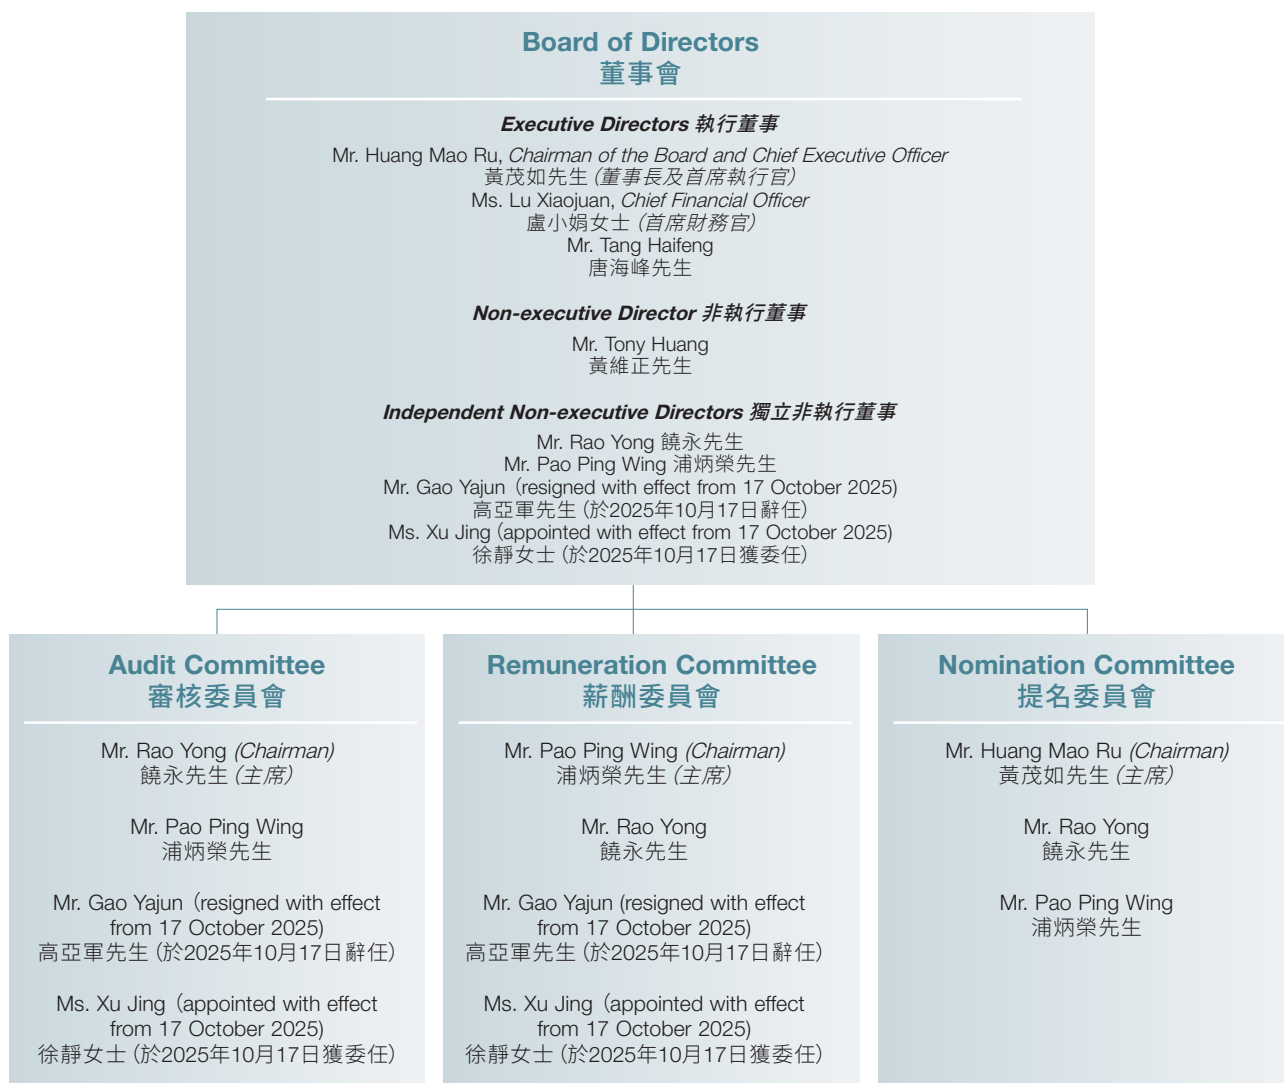 Board of Directors
董事會
Executive Directors 執行董事
Mr. Huang Mao Ru, Chairman of the Board and Chief Executive Officer
黃茂如先生（董事長及首席執行官）
Ms. Lu Xiaojuan, Chief Financial Officer
盧小娟女士（首席財務官）
Mr. Tang Haifeng
唐海峰先生
Non-executive Director 非執行董事
Mr. Tony Huang
黃維正先生
Independent Non-executive Directors 獨立非執行董事
Mr. Rao Yong 饒永先生
Mr. Pao Ping Wing 浦炳榮先生
Mr. Gao Yajun（resigned with effect from 17 October 2025)
高亞軍先生（於2025年10月17日辭任）
Ms. Xu Jing（appointed with effect from 17 October 2025)
徐靜女士（於2025年10月17日獲委任）
Audit Committee
審核委員會
Mr. Rao Yong (Chairman)
饒永先生（主席）
Mr. Pao Ping Wing
浦炳榮先生
Mr. Gao Yajun（resigned with effect
from 17 October 2025)
高亞軍先生（於2025年10月17日辭任）
Ms. Xu Jing（appointed with effect
from 17 October 2025)
徐靜女士（於2025年10月17日獲委任）
Remuneration Committee
薪酬委員會
Mr. Pao Ping Wing (Chairman)
浦炳榮先生（主席）
Mr. Rao Yong
饒永先生
Mr. Gao Yajun (resigned with effect
from 17 October 2025)
高亞軍先生（於2025年10月17日辭任）
Ms. Xu Jing（appointed with effect
from 17 October 2025)
徐靜女士（於2025年10月17日獲委任）
Nomination Committee
提名委員會
Mr. Huang Mao Ru (Chairman)
黃茂如先生（主席）
Mr. Rao Yong
饒永先生
Mr. Pao Ping Wing
浦炳榮先生